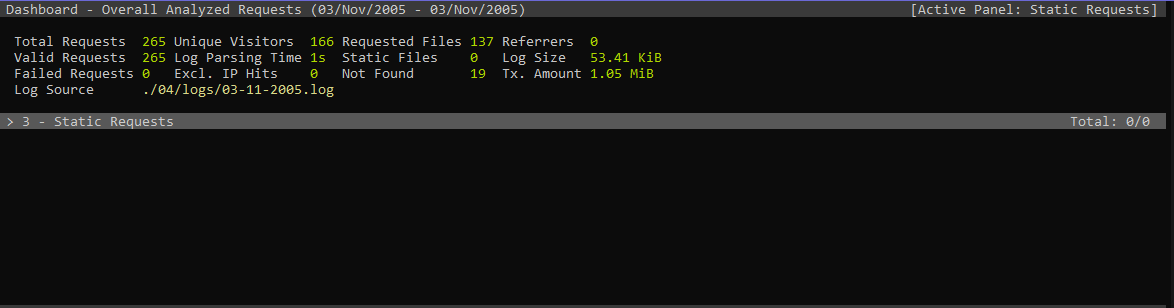 Dashboard - Overall Analyzed Requests (03/Nov/2005 - 03/Nov/2005) [Active Panel: Static Requests]
Total Requests 265 Unique Visitors 166 Requested Files 137 Referrers 0
Valid Requests 265 Log Parsing Time 1s Static Files 0 Log Size 53.41 KiB
Failed Requests 0 Excl. IP Hits 0 Not Found 19 Tx. Amount 1.05 MiB
Log Source ./04/logs/03-11-2005.log
> 3 - Static Requests Total: 0/0